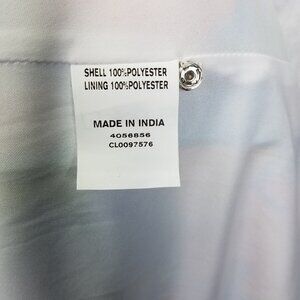 SHELL 100%POLYESTER
LINING 100%POLYESTER
MADE IN INDIA
4056856
CL0097576